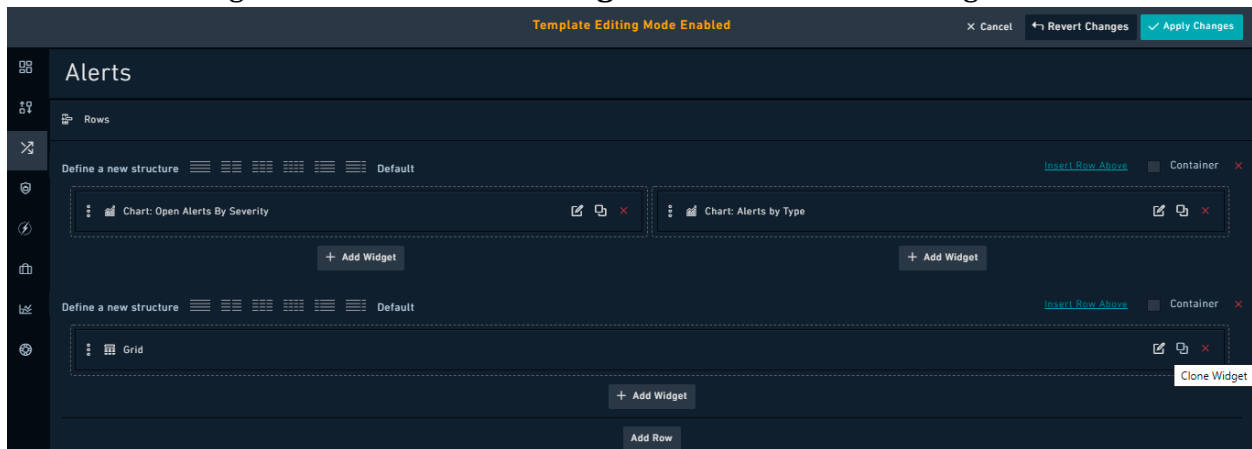 Template Editing Mode Enabled
Cancel
Revert Changes
Apply Changes
Alerts
Rows
Define a new structure
Default
Insert Row Above
Container
Chart: Open Alerts By Severity
Chart: Alerts by Type
+ Add Widget
+ Add Widget
Define a new structure
Default
Insert Row Above
Container
Grid
Clone Widget
+ Add Widget
Add Row